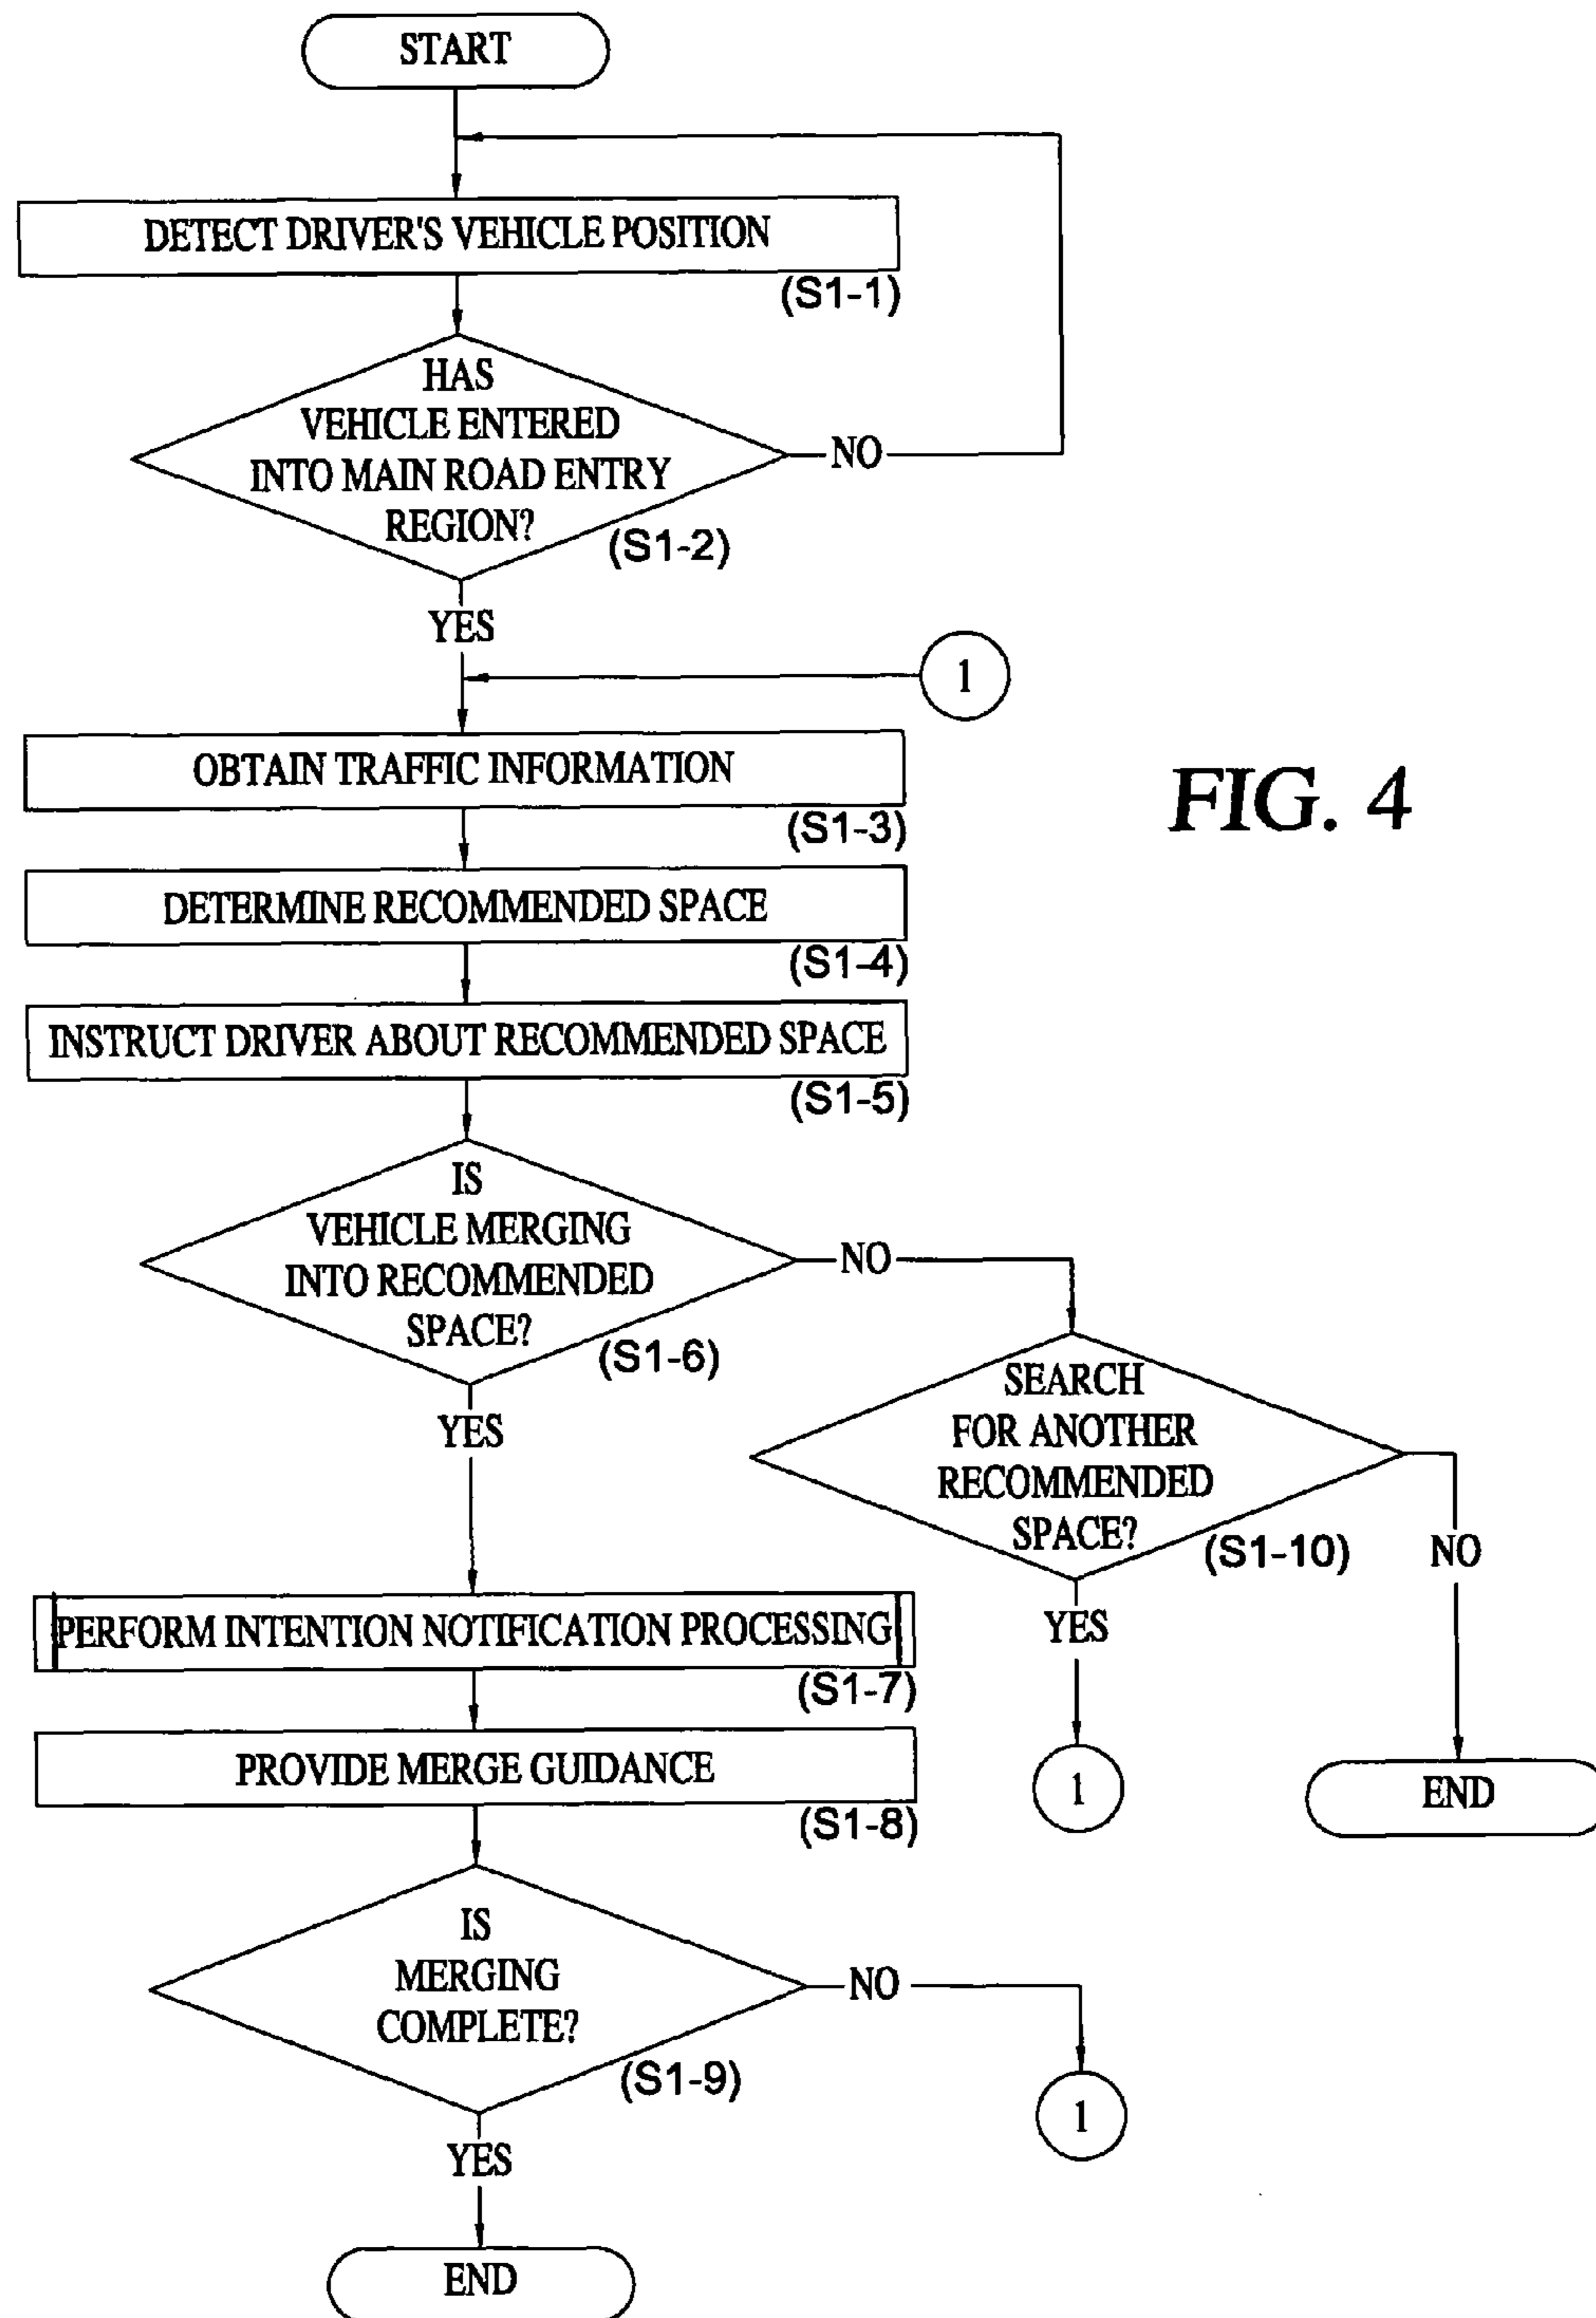 START
DETECT DRIVER'S VEHICLE POSITION
(S1-1)
HAS
VEHICLE ENTERED
INTO MAIN ROAD ENTRY
REGION?
(S1-2)
NO
YES
1
OBTAIN TRAFFIC INFORMATION
(S1-3)
FIG. 4
DETERMINE RECOMMENDED SPACE
(S1-4)
INSTRUCT DRIVER ABOUT RECOMMENDED SPACE
(S1-5)
IS
VEHICLE MERGING
INTO RECOMMENDED
SPACE?
(S1-6)
NO
YES
SEARCH
FOR ANOTHER
RECOMMENDED
SPACE?
(S1-10)
NO
YES
1
END
PERFORM INTENTION NOTIFICATION PROCESSING
(S1-7)
PROVIDE MERGE GUIDANCE
(S1-8)
IS
MERGING
COMPLETE?
(S1-9)
NO
1
YES
END